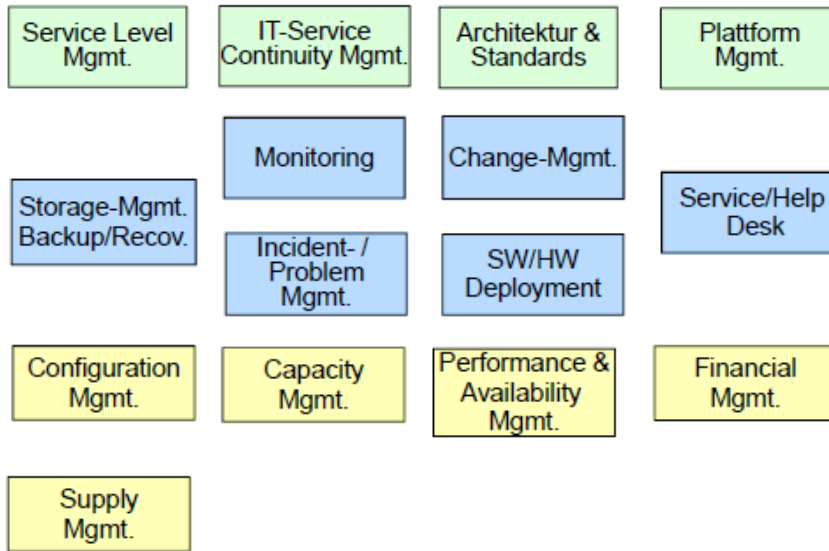 Service Level
Mgmt.
IT-Service
Continuity Mgmt.
Architektur &
Standards
Plattform
Mgmt.
Monitoring
Change-Mgmt.
Storage-Mgmt.
Backup/Recov.
Service/Help
Desk
Incident- /
Problem
Mgmt.
SW/HW
Deployment
Configuration
Mgmt.
Capacity
Mgmt.
Performance &
Availability
Mgmt.
Financial
Mgmt.
Supply
Mgmt.